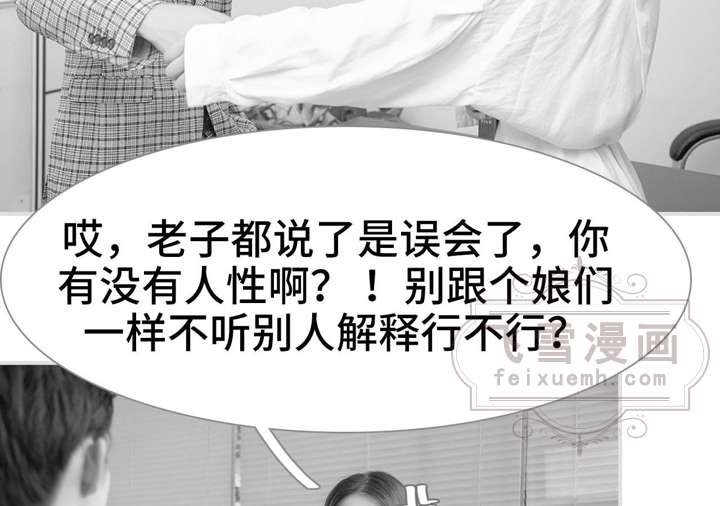 哎，老子都说了是误会了，你
有没有人性啊？！别跟个娘们
一样不听别人解释行不行？
飞雪漫画
feixuemh.com